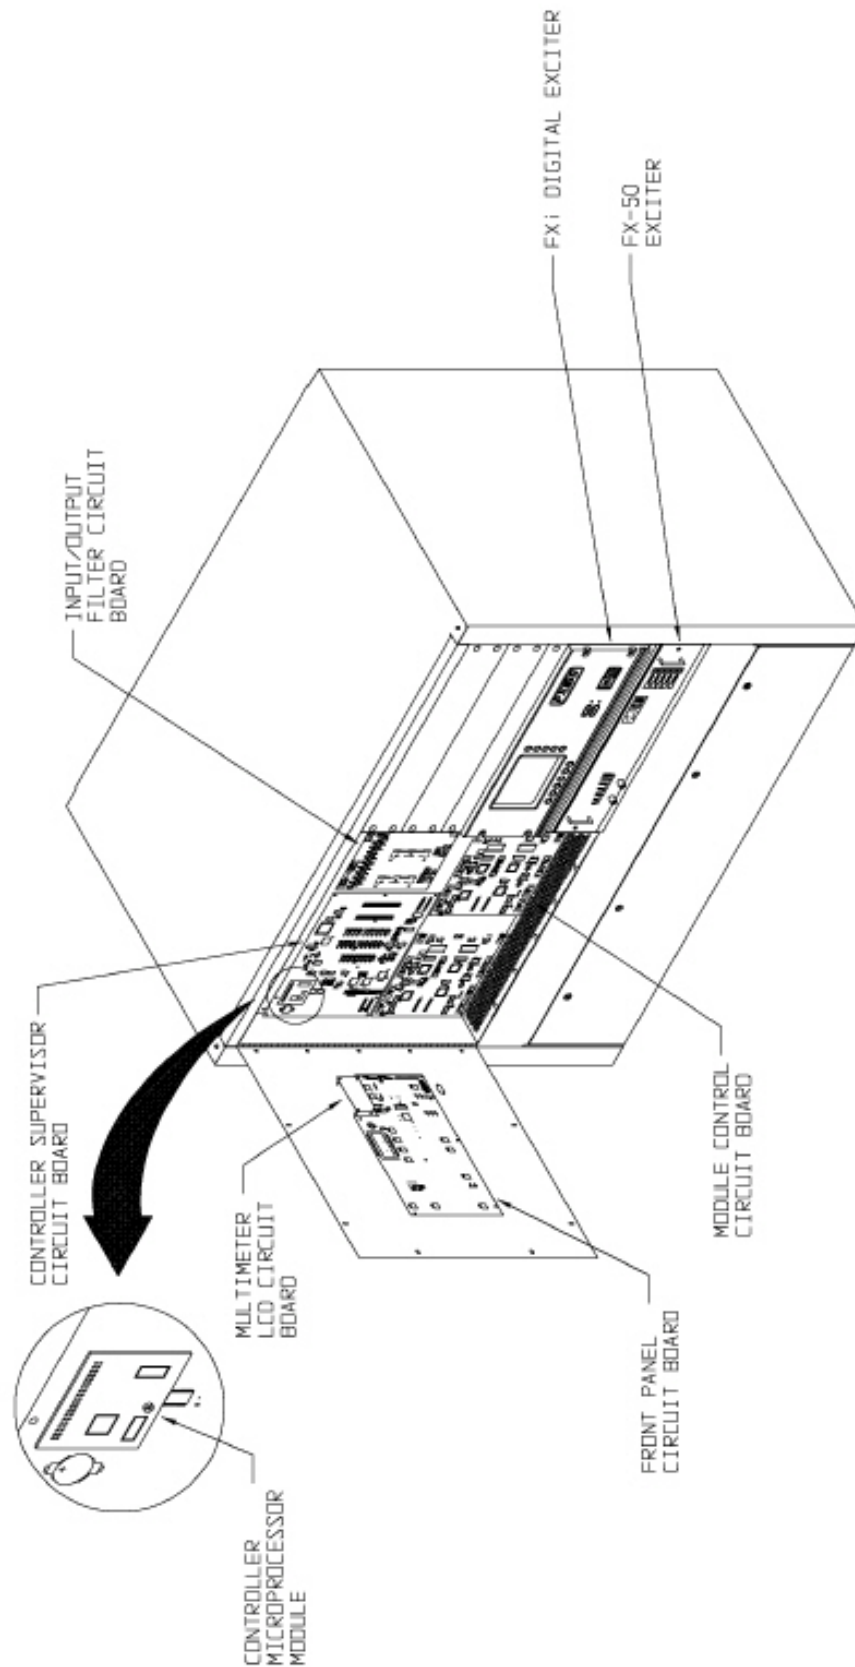 CONTROLLER
MICROPROCESSOR
MODULE
CONTROLLER SUPERVISOR
CIRCUIT BOARD
INPUT/OUTPUT
FILTER CIRCUIT
BOARD
MULTIMETER
LCD CIRCUIT
BOARD
FXi DIGITAL EXCITER
FX-50
EXCITER
FRONT PANEL
CIRCUIT BOARD
MODULE CONTROL
CIRCUIT BOARD